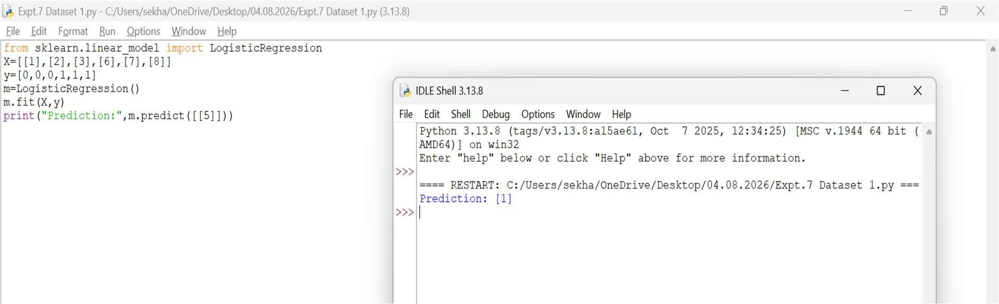 Expt.7 Dataset 1.py - C:/Users/sekha/OneDrive/Desktop/04.08.2026/Expt.7 Dataset 1.py (3.13.8)
File Edit Format Run Options Window Help
from sklearn.linear_model import LogisticRegression
X=[[1],[2],[3],[6],[7],[8]]
y=[0,0,0,1,1,1]
m=LogisticRegression()
m.fit(X,y)
print("Prediction:",m.predict([[5]]))
IDLE Shell 3.13.8
File Edit Shell Debug Options Window Help
Python 3.13.8 (tags/v3.13.8:a15ae61, Oct  7 2025, 12:34:25) [MSC v.1944 64 bit (
AMD64)] on win32
Enter "help" below or click "Help" above for more information.
>>>
==== RESTART: C:/Users/sekha/OneDrive/Desktop/04.08.2026/Expt.7 Dataset 1.py ===
Prediction: [1]
>>>